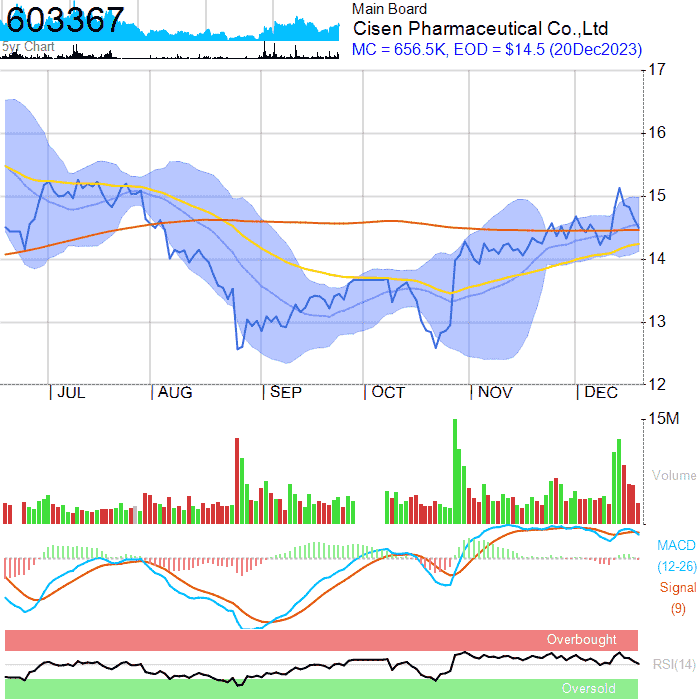 603367
5yr Chart
Main Board
Cisen Pharmaceutical Co.,Ltd
MC = 656.5K, EOD = $14.5 (20Dec2023)
17
16
15
14
13
12
JUL
AUG
SEP
OCT
NOV
DEC
15M
Volume
MACD
(12-26)
Signal
(9)
Overbought
RSI(14)
Oversold